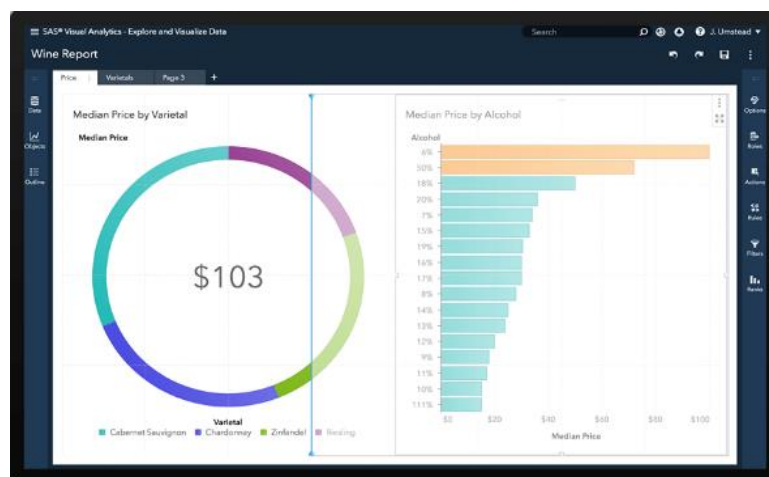 SAS® Visual Analytics - Explore and Visualize Data
Search
J. Umstead
Wine Report
Price
Varietals
Page 3
+
Data
Objects
Outline
Options
Roles
Actions
Rules
Filters
Ranks
Median Price by Varietal
Median Price
$103
Varietal
Cabernet Sauvignon
Chardonnay
Zinfandel
Riesling
Median Price by Alcohol
Alcohol
6%
50%
18%
20%
7%
15%
19%
16%
17%
8%
14%
13%
12%
9%
11%
10%
111%
$0
$20
$40
$60
$80
$100
Median Price